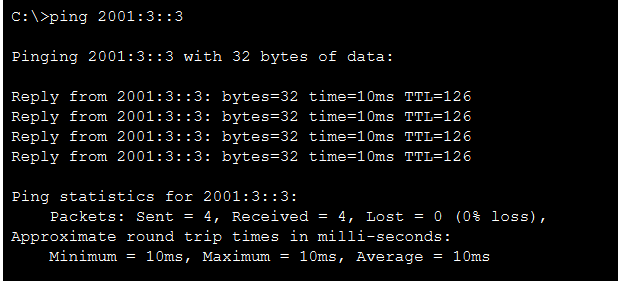 C:\>ping 2001:3::3
Pinging 2001:3::3 with 32 bytes of data:
Reply from 2001:3::3: bytes=32 time=10ms TTL=126
Reply from 2001:3::3: bytes=32 time=10ms TTL=126
Reply from 2001:3::3: bytes=32 time=10ms TTL=126
Reply from 2001:3::3: bytes=32 time=10ms TTL=126
Ping statistics for 2001:3::3:
    Packets: Sent = 4, Received = 4, Lost = 0 (0% loss),
Approximate round trip times in milli-seconds:
    Minimum = 10ms, Maximum = 10ms, Average = 10ms